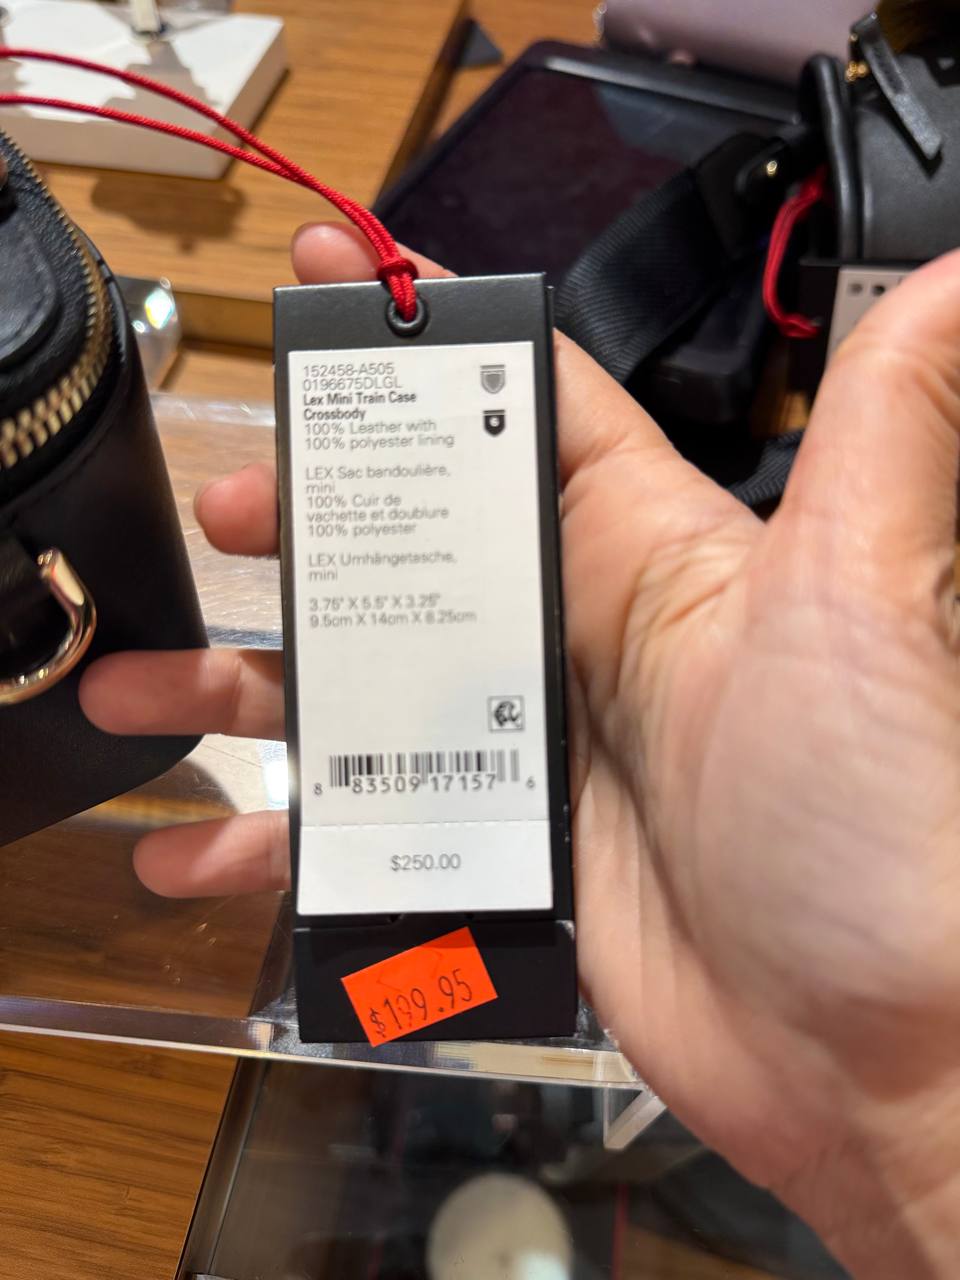 152458-A505
0196675DLGL
Lex Mini Train Case
Crossbody
100% Leather with
100% polyester lining
LEX Sac bandoulière,
mini
100% Cuir de
vachette et doublure
100% polyester
LEX Umhängetasche,
mini
3.75" X 5.5" X 3.25"
9.5cm X 14cm X 8.25cm
8 83509 17157 6
$250.00
$199.95